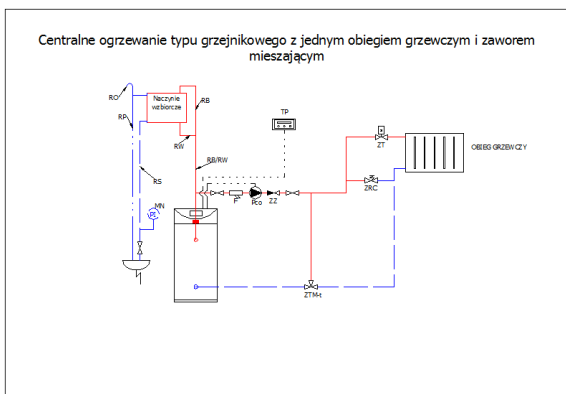 Centralne ogrzewanie typu grzejnikowego z jednym obiegiem grzewczym i zaworem
mieszającym
RO
Naczynie
wzbiorcze
RB
RP
TP
RW
ZT
OBIEG GRZEWCZY
RB/RW
RS
ZRC
MN
PI
F
Pco
ZZ
ZTM-t